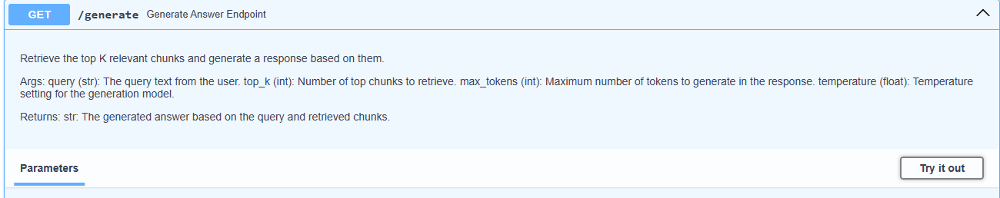 GET /generate Generate Answer Endpoint
Retrieve the top K relevant chunks and generate a response based on them.
Args: query (str): The query text from the user. top_k (int): Number of top chunks to retrieve. max_tokens (int): Maximum number of tokens to generate in the response. temperature (float): Temperature
setting for the generation model.
Returns: str: The generated answer based on the query and retrieved chunks.
Parameters
Try it out